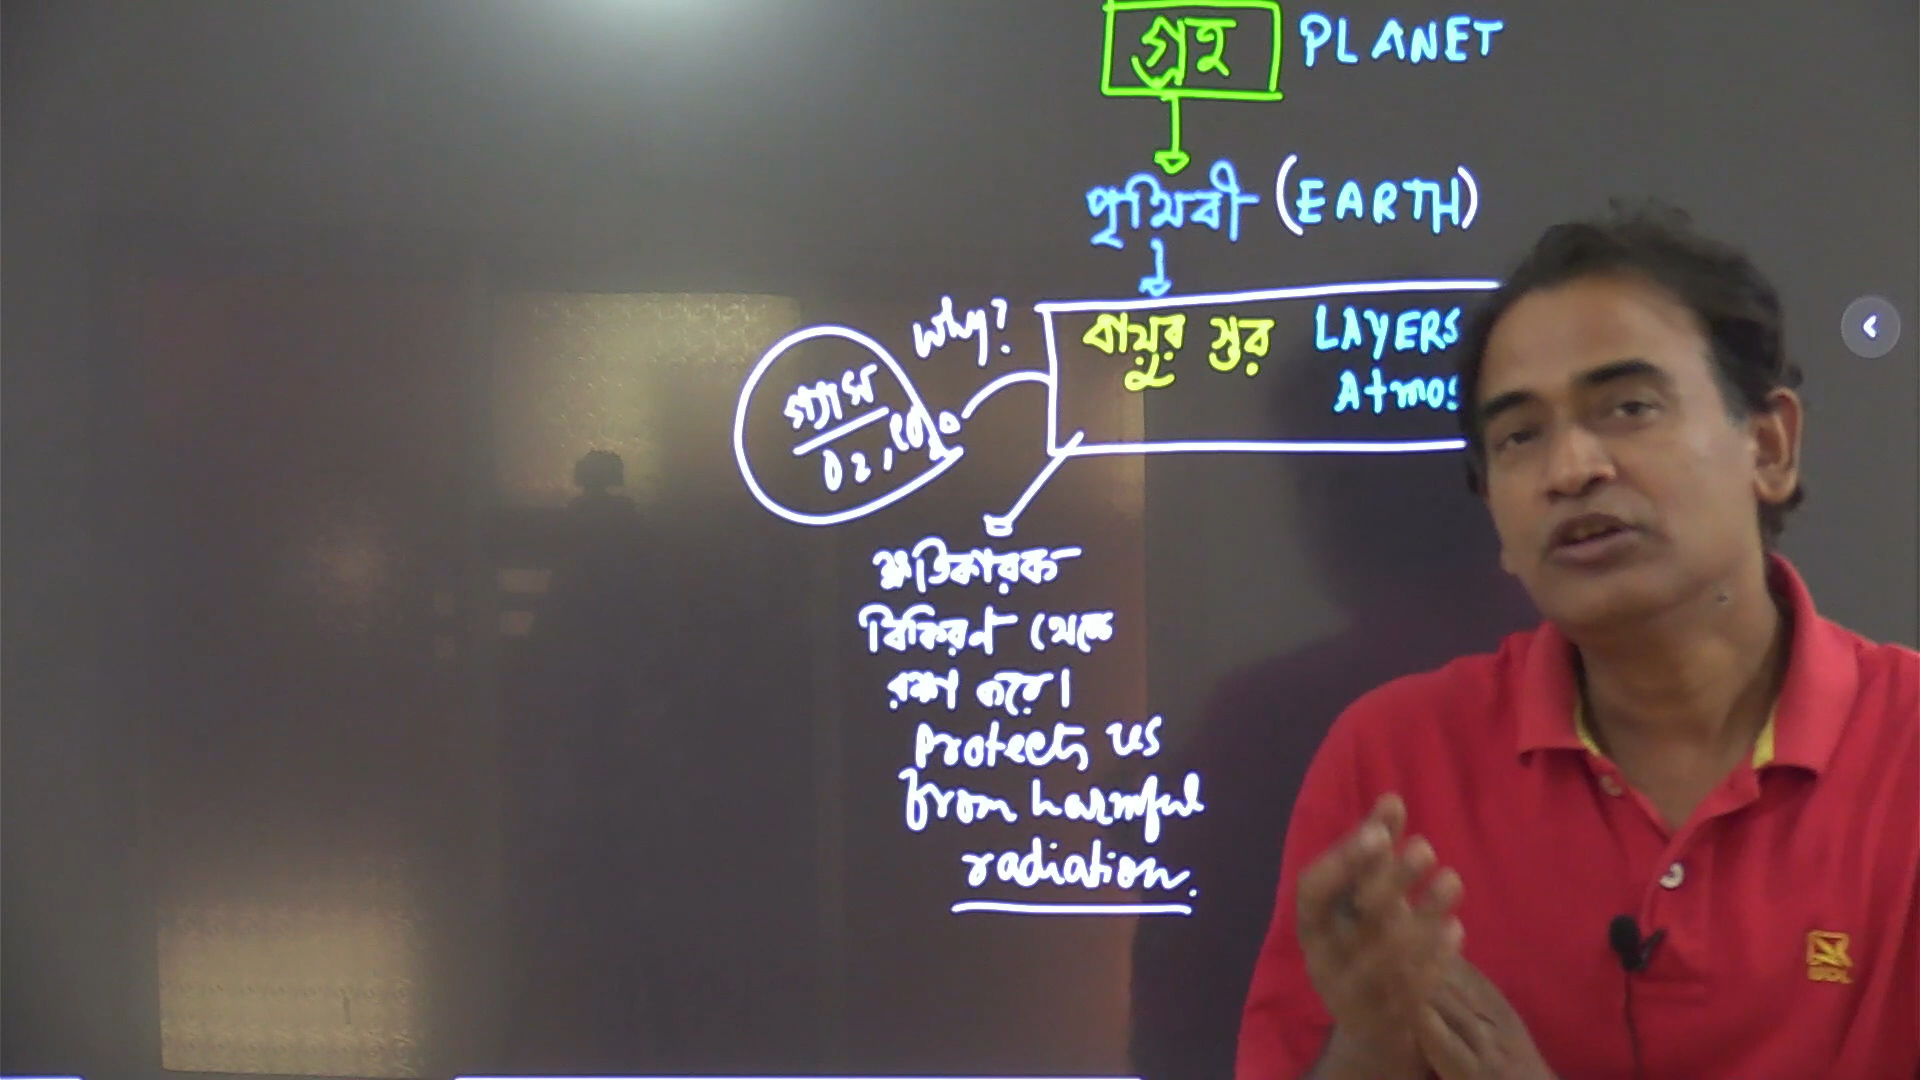 গ্রহ PLANET
পৃথিবী (EARTH)
Why?
বায়ুর স্তর LAYERS
Atmos
গ্যাস
O2, CO2
ক্ষতিকারক
বিকিরণ থেকে
রক্ষা করে।
Protects us
from harmful
radiation.